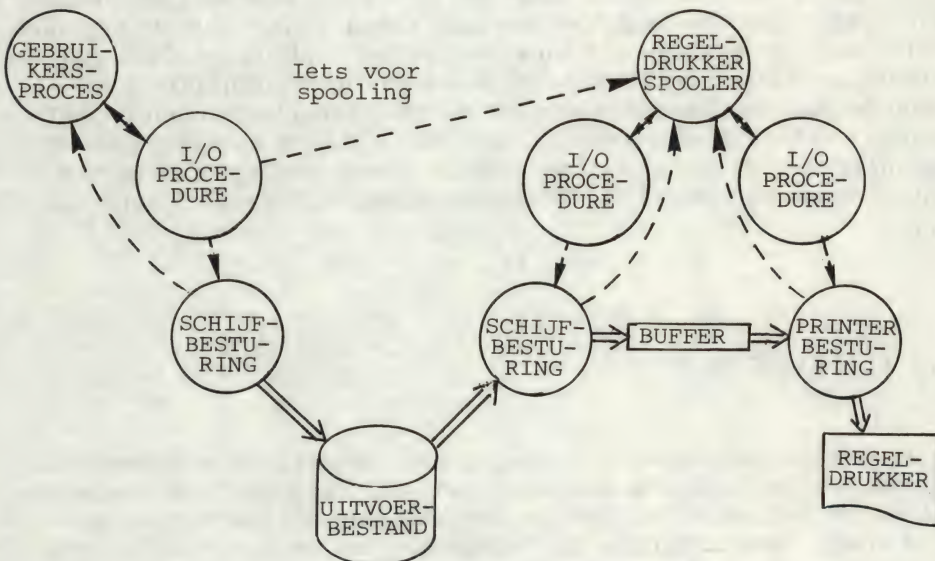 GEBRUI-
KERS-
PROCES
Iets voor
spooling
REGEL-
DRUKKER
SPOOLER
I/O
PROCE-
DURE
I/O
PROCE-
DURE
I/O
PROCE-
DURE
SCHIJF-
BESTU-
RING
SCHIJF-
BESTU-
RING
BUFFER
PRINTER
BESTU-
RING
UITVOER-
BESTAND
REGEL-
DRUKKER